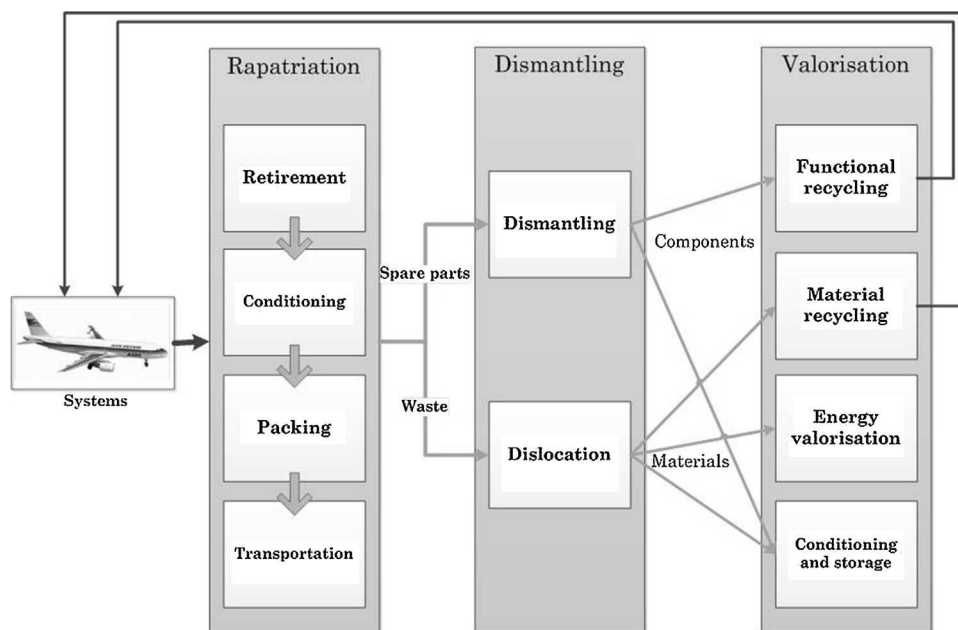 Rapatriation
Retirement
Conditioning
Packing
Transportation
Systems
Spare parts
Waste
Dismantling
Dismantling
Dislocation
Components
Materials
Valorisation
Functional
recycling
Material
recycling
Energy
valorisation
Conditioning
and storage